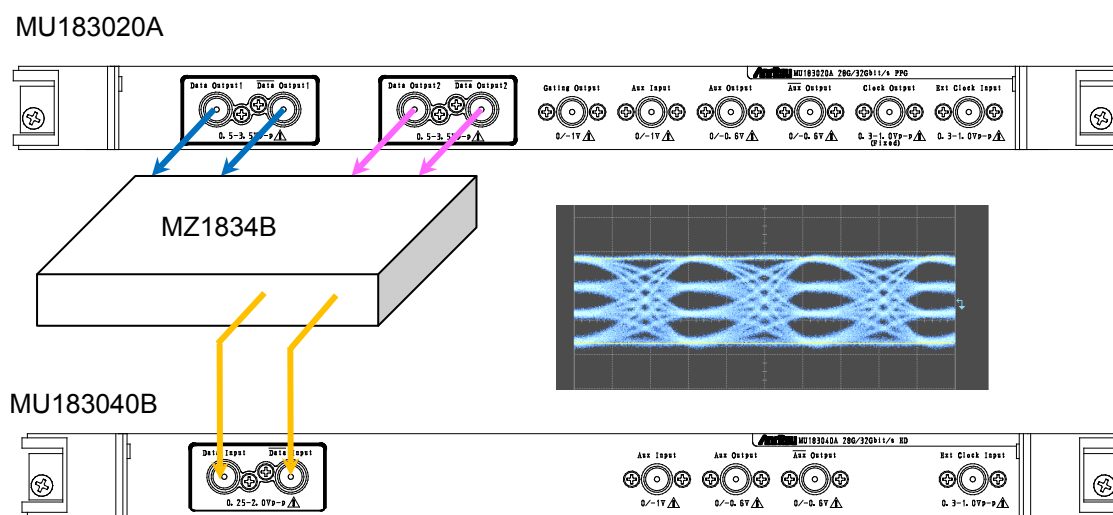 MU183020A
Anritsu MU183020A 28G/32Gbit/s PPG
Data Output1 Data Output1 Data Output2 Data Output2 Gating Output Aux Input Aux Output Aux Output Clock Output Ext Clock Input
0.5-3.5Vp-p 0.5-3.5Vp-p 0/-1V 0/-1V 0/-0.6V 0/-0.6V 0.3-1.0Vp-p 0.3-1.0Vp-p
(Fixed)
MZ1834B
MU183040B
Anritsu MU183040A 28G/32Gbit/s ED
Data Input Data Input Aux Input Aux Output Aux Output Ext Clock Input
0.25-2.0Vp-p 0/-1V 0/-0.6V 0/-0.6V 0.3-1.0Vp-p